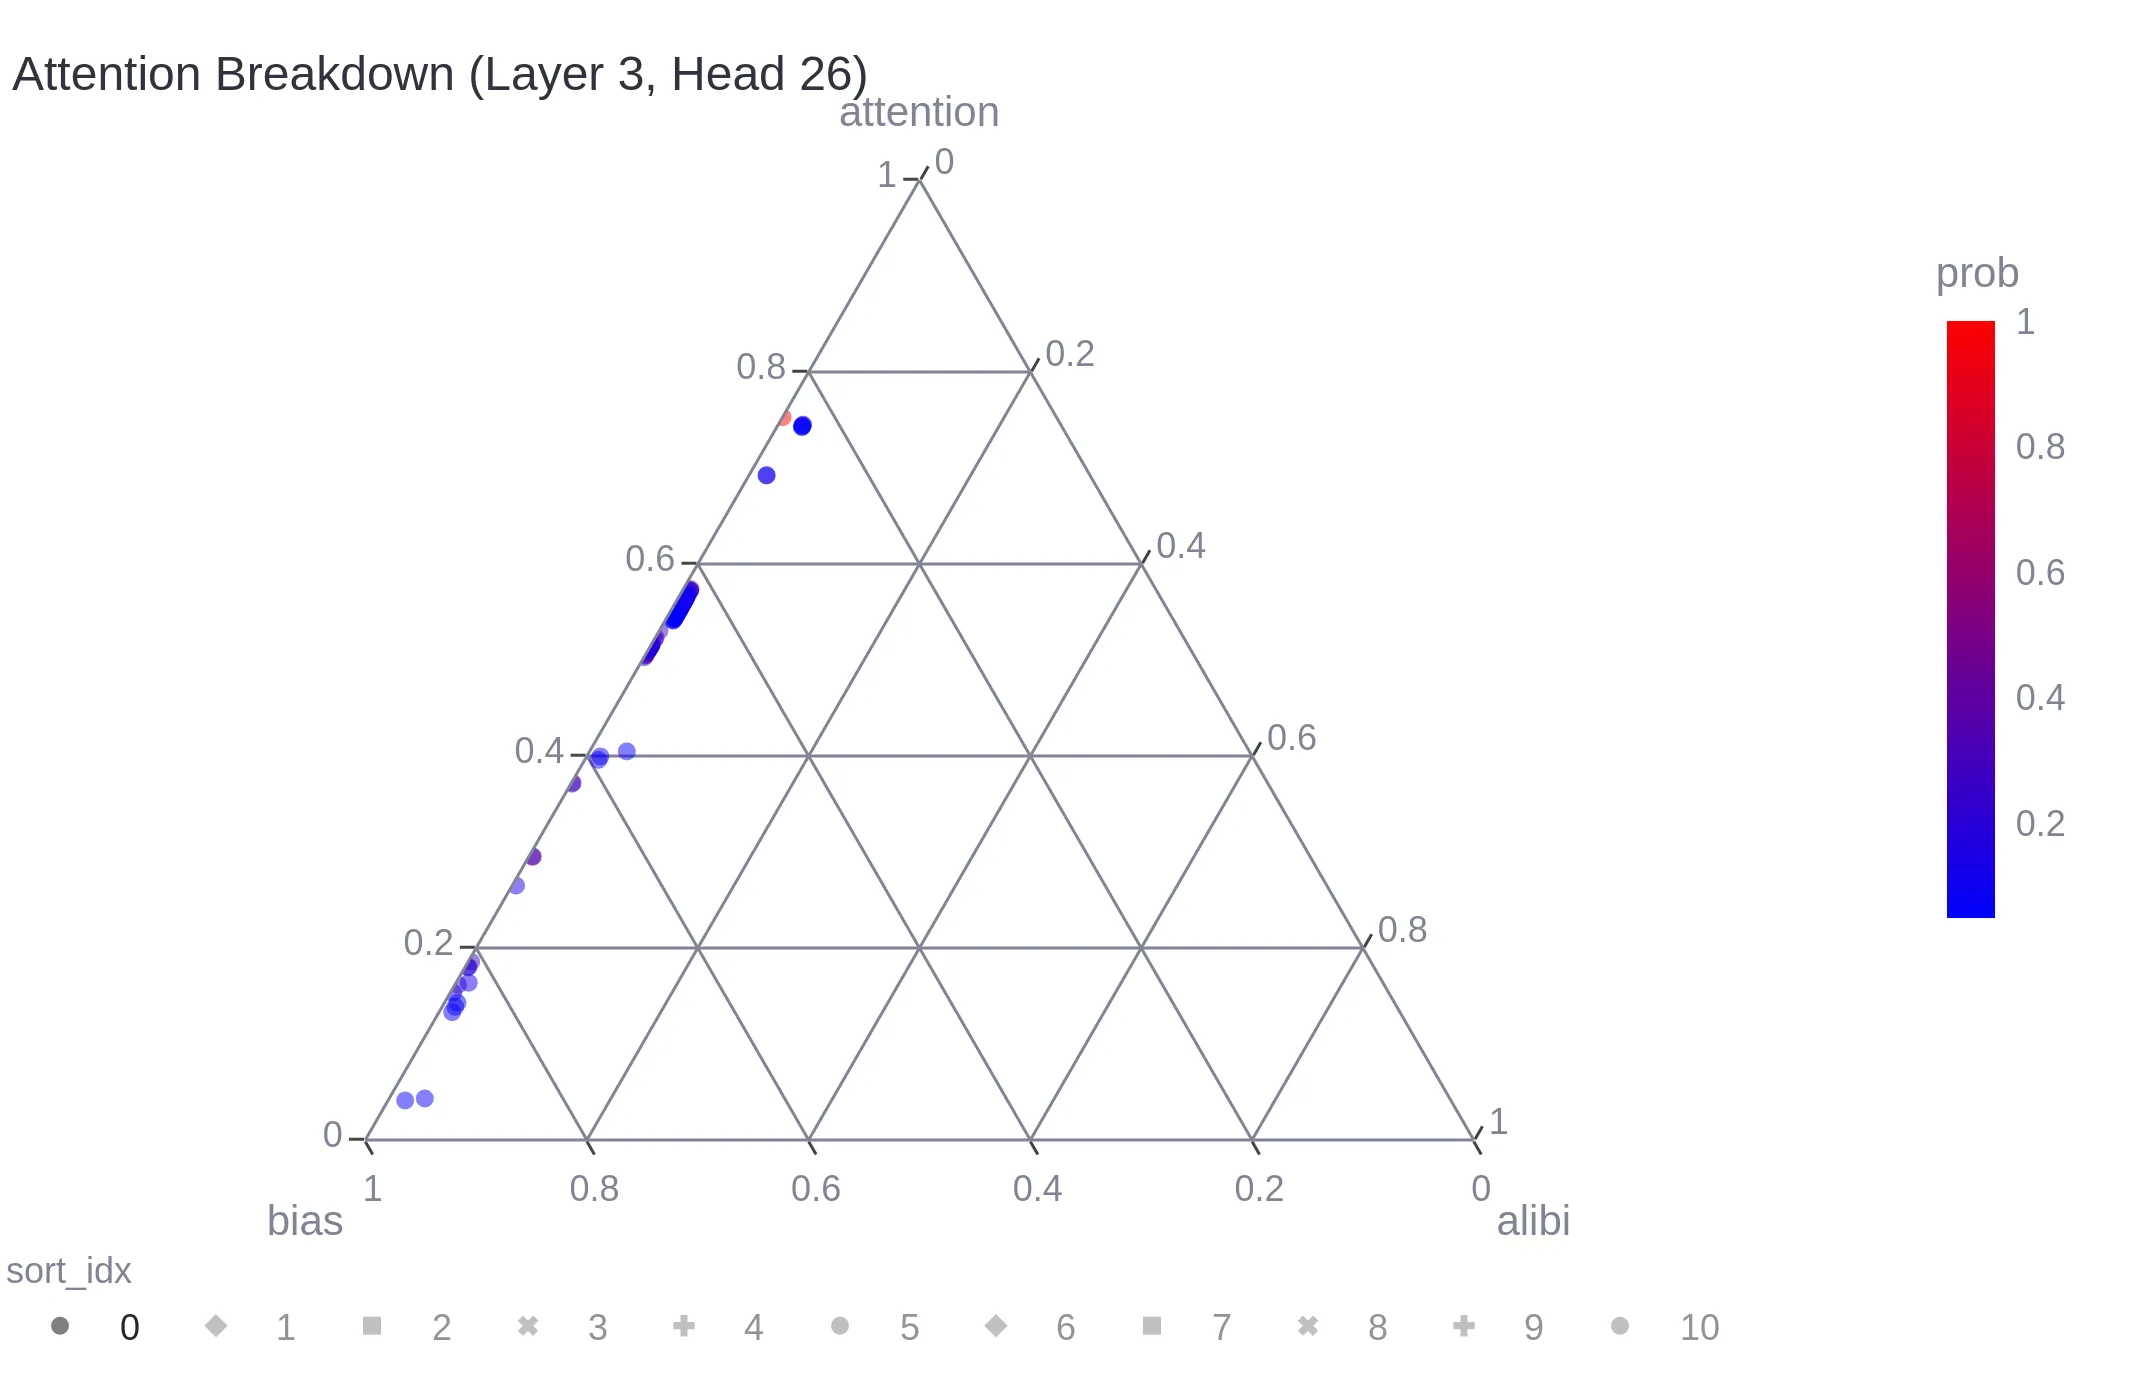 Attention Breakdown (Layer 3, Head 26)
attention
1 0
prob
1
0.8 0.2
0.8
0.6 0.4
0.6
0.4 0.6
0.4
0.2 0.8
0.2
0 1
1 0.8 0.6 0.4 0.2 0
bias alibi
sort_idx
0 1 2 3 4 5 6 7 8 9 10